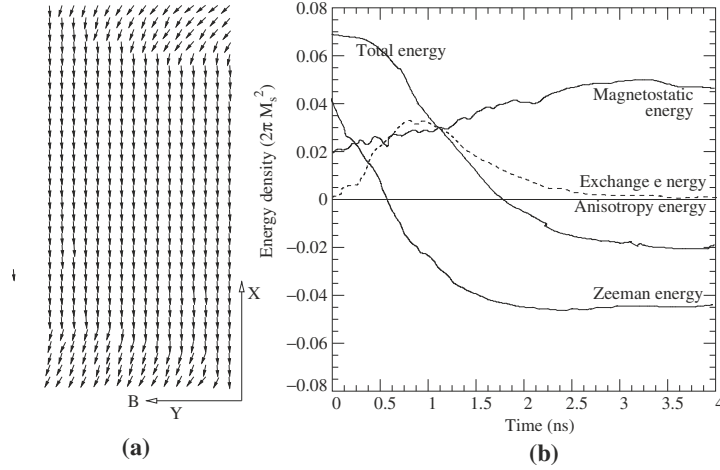 X
B
Y
(a)
Energy density (2π M_s^2)
0.08
0.06
0.04
0.02
0
−0.02
−0.04
−0.06
−0.08
Total energy
Magnetostatic
energy
Exchange e nergy
Anisotropy energy
Zeeman energy
0 0.5 1 1.5 2 2.5 3 3.5 4
Time (ns)
(b)